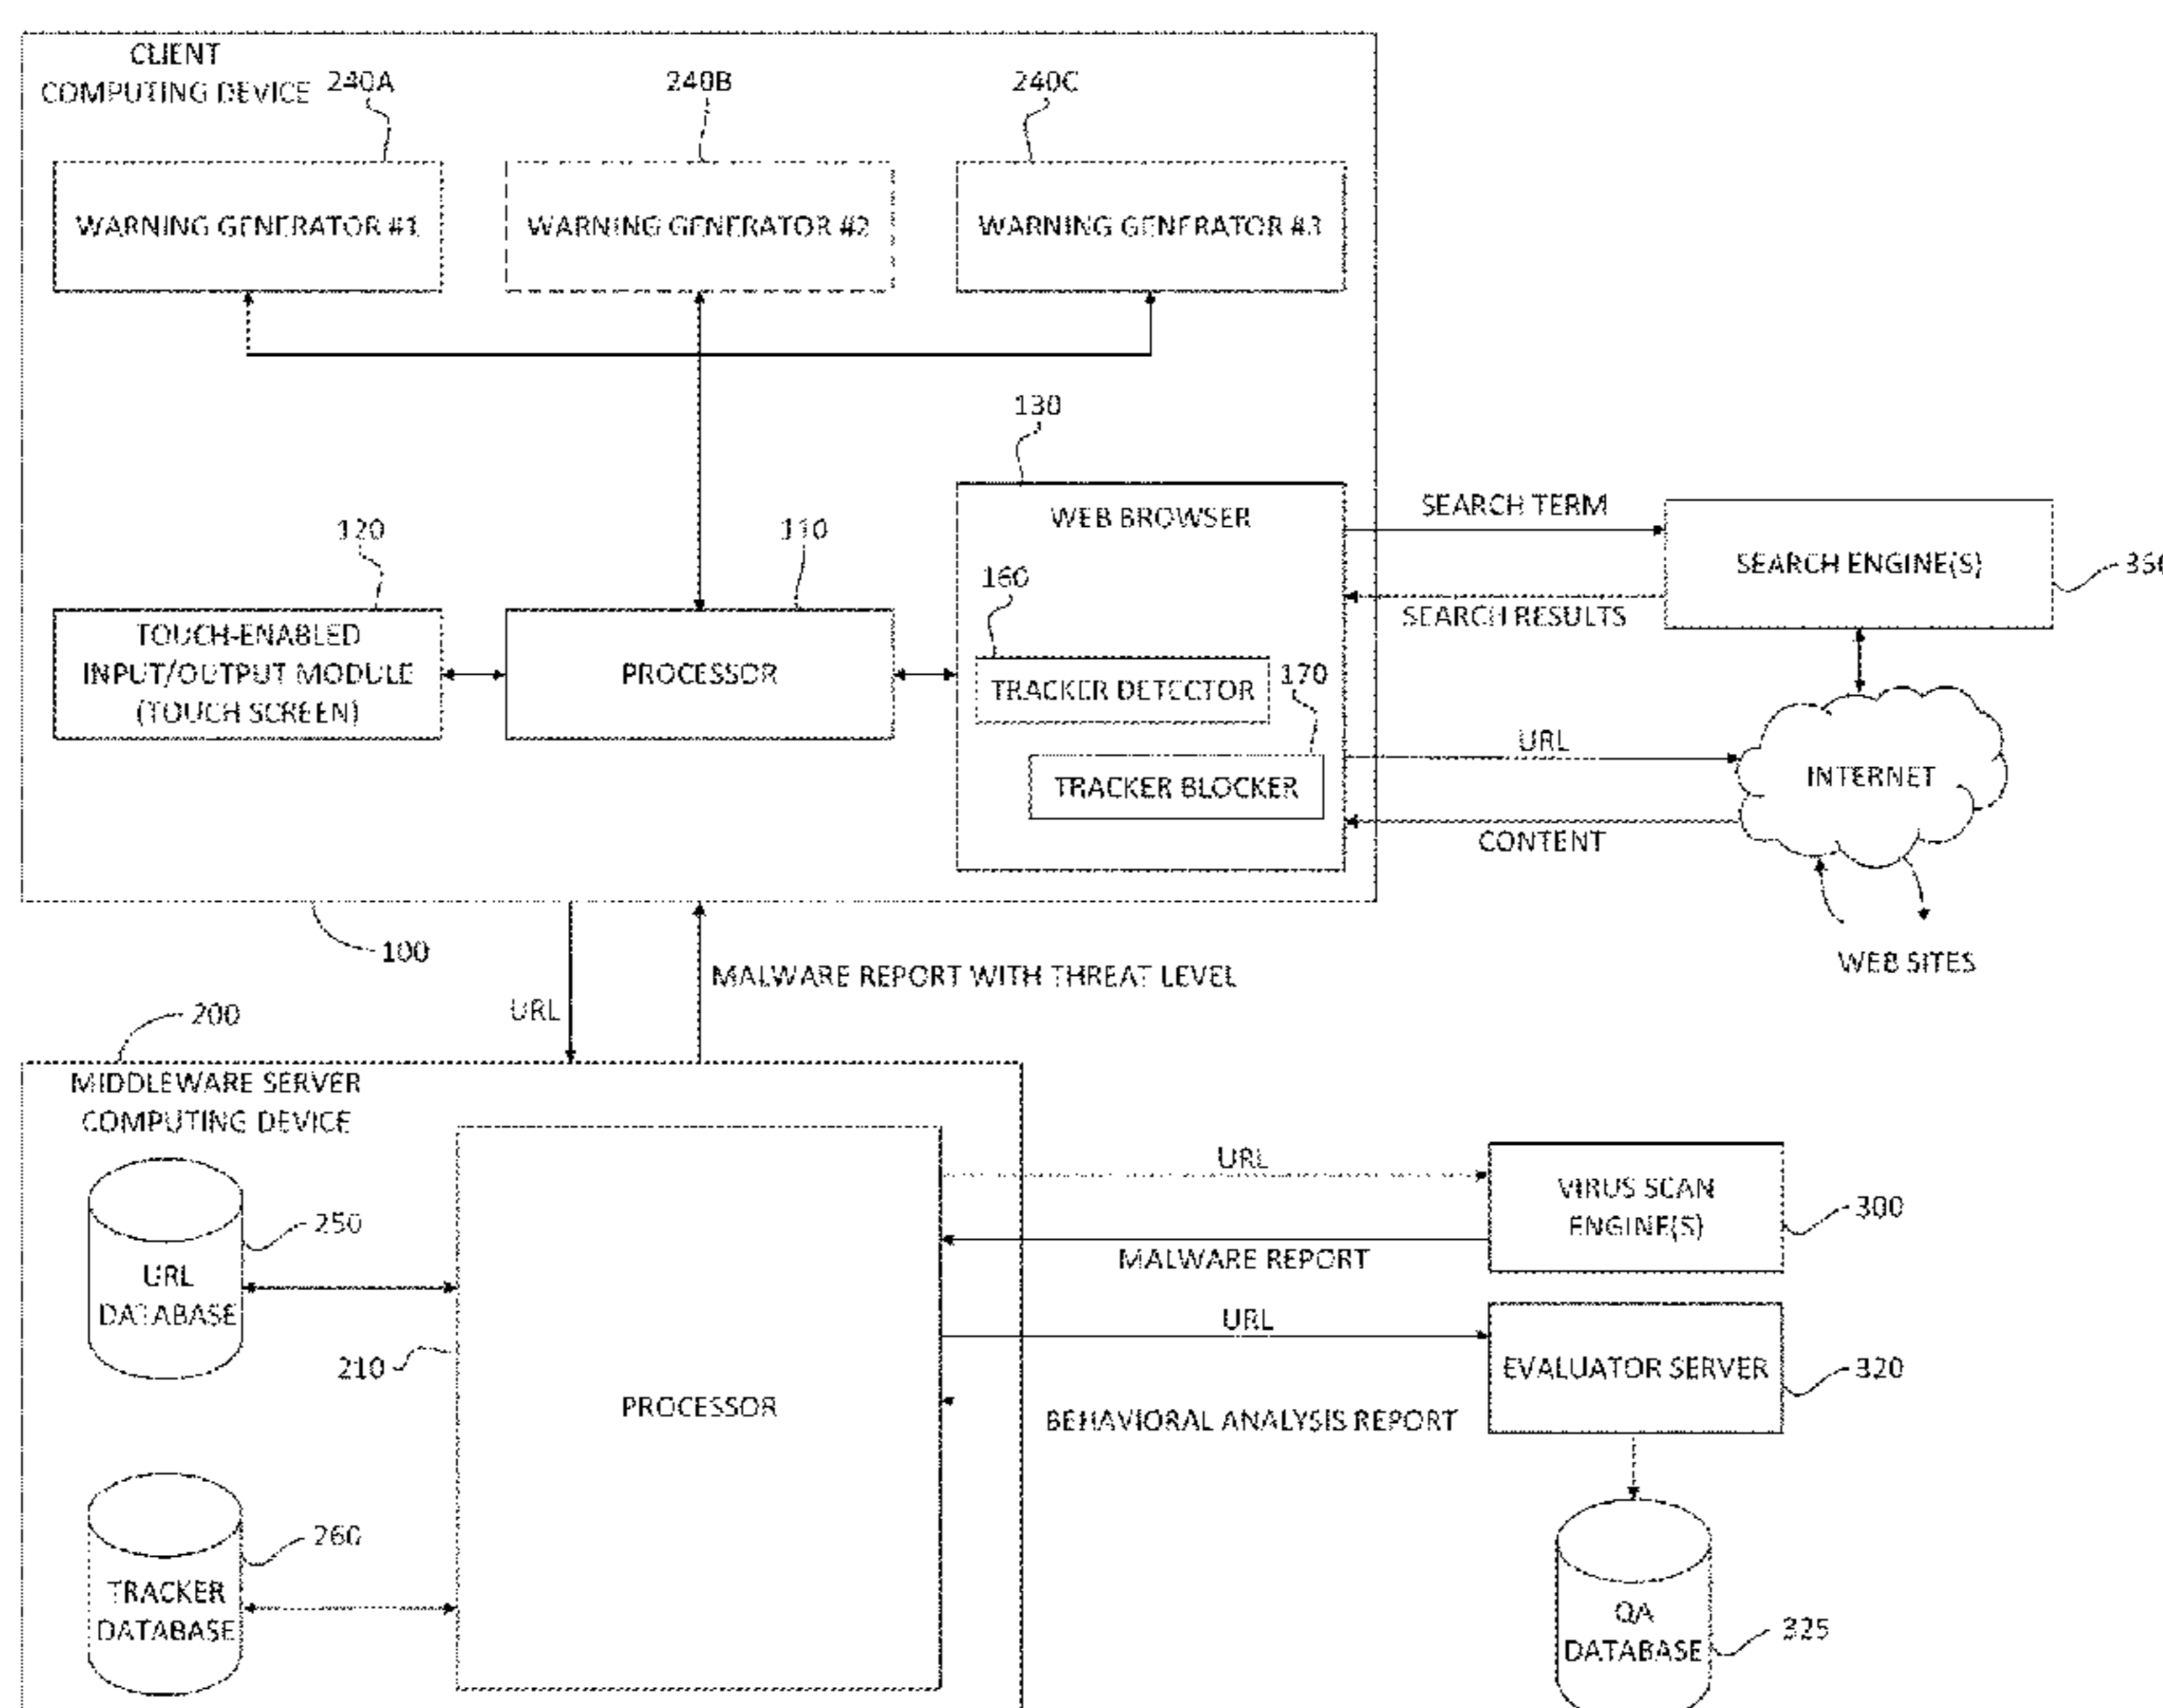 CLIENT
COMPUTING DEVICE
240A
240B
240C
WARNING GENERATOR #1
WARNING GENERATOR #2
WARNING GENERATOR #3
130
120
110
WEB BROWSER
SEARCH TERM
SEARCH ENGINE(S)
SEARCH RESULTS
160
TOUCH-ENABLED
INPUT/OUTPUT MODULE
(TOUCH SCREEN)
PROCESSOR
TRACKER DETECTOR
170
TRACKER BLOCKER
URL
INTERNET
CONTENT
WEB SITES
100
MALWARE REPORT WITH THREAT LEVEL
URL
200
MIDDLEWARE SERVER
COMPUTING DEVICE
250
URL
DATABASE
210
PROCESSOR
URL
VIRUS SCAN
ENGINE(S)
300
MALWARE REPORT
URL
EVALUATOR SERVER
320
BEHAVIORAL ANALYSIS REPORT
260
TRACKER
DATABASE
QA
DATABASE
325